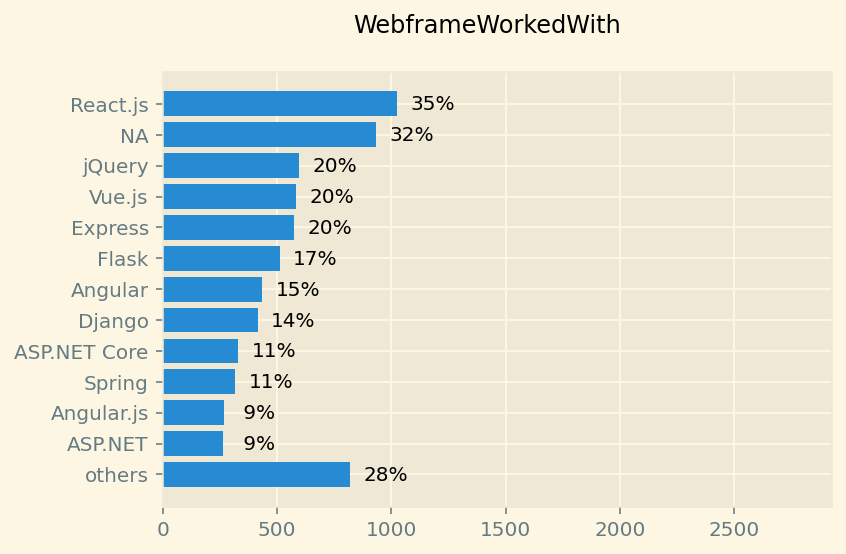 WebframeWorkedWith
React.js 35%
NA 32%
jQuery 20%
Vue.js 20%
Express 20%
Flask 17%
Angular 15%
Django 14%
ASP.NET Core 11%
Spring 11%
Angular.js 9%
ASP.NET 9%
others 28%
0 500 1000 1500 2000 2500